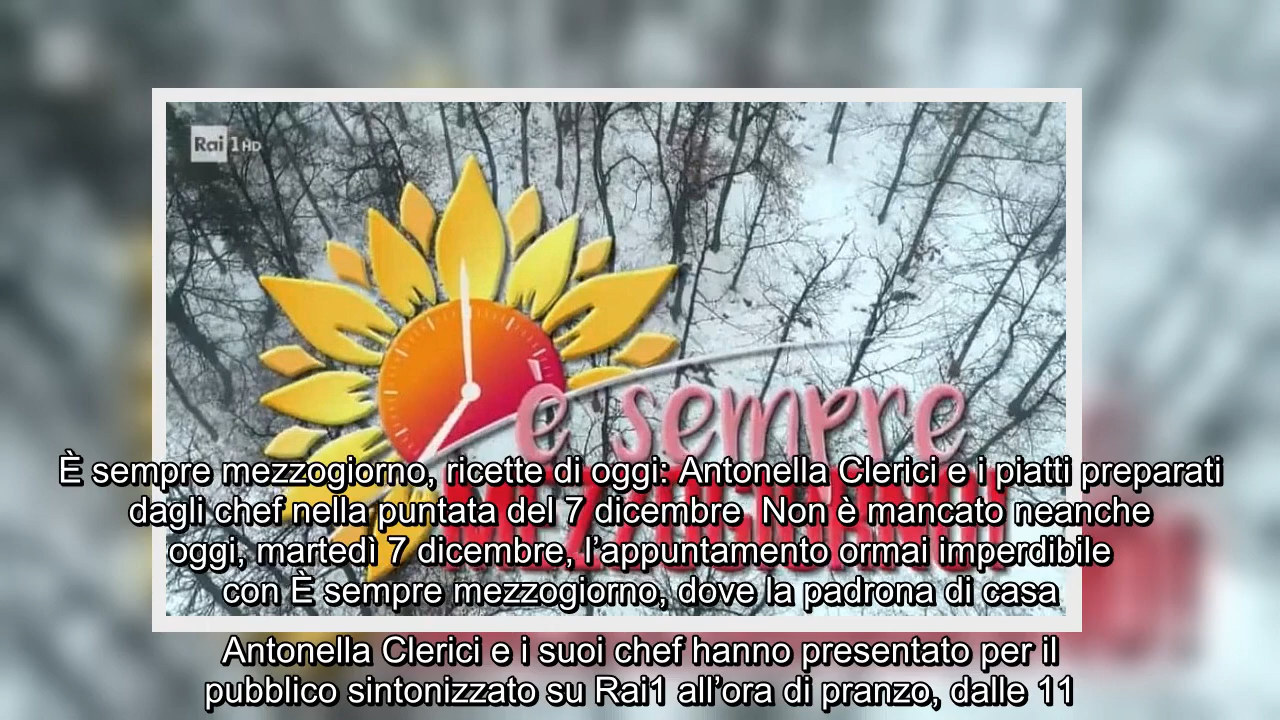 Rai 1 HD
è sempre
MEZZOGIORNO!
È sempre mezzogiorno, ricette di oggi: Antonella Clerici e i piatti preparati
dagli chef nella puntata del 7 dicembre  Non è mancato neanche
oggi, martedì 7 dicembre, l’appuntamento ormai imperdibile
con È sempre mezzogiorno, dove la padrona di casa
Antonella Clerici e i suoi chef hanno presentato per il
pubblico sintonizzato su Rai1 all’ora di pranzo, dalle 11